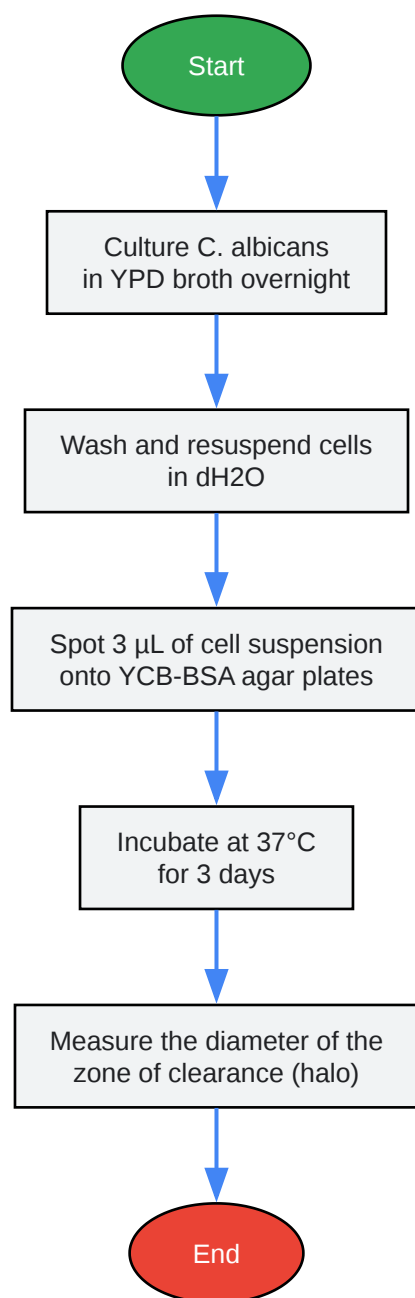 Start
Culture C. albicans
in YPD broth overnight
Wash and resuspend cells
in dH2O
Spot 3 µL of cell suspension
onto YCB-BSA agar plates
Incubate at 37°C
for 3 days
Measure the diameter of the
zone of clearance (halo)
End